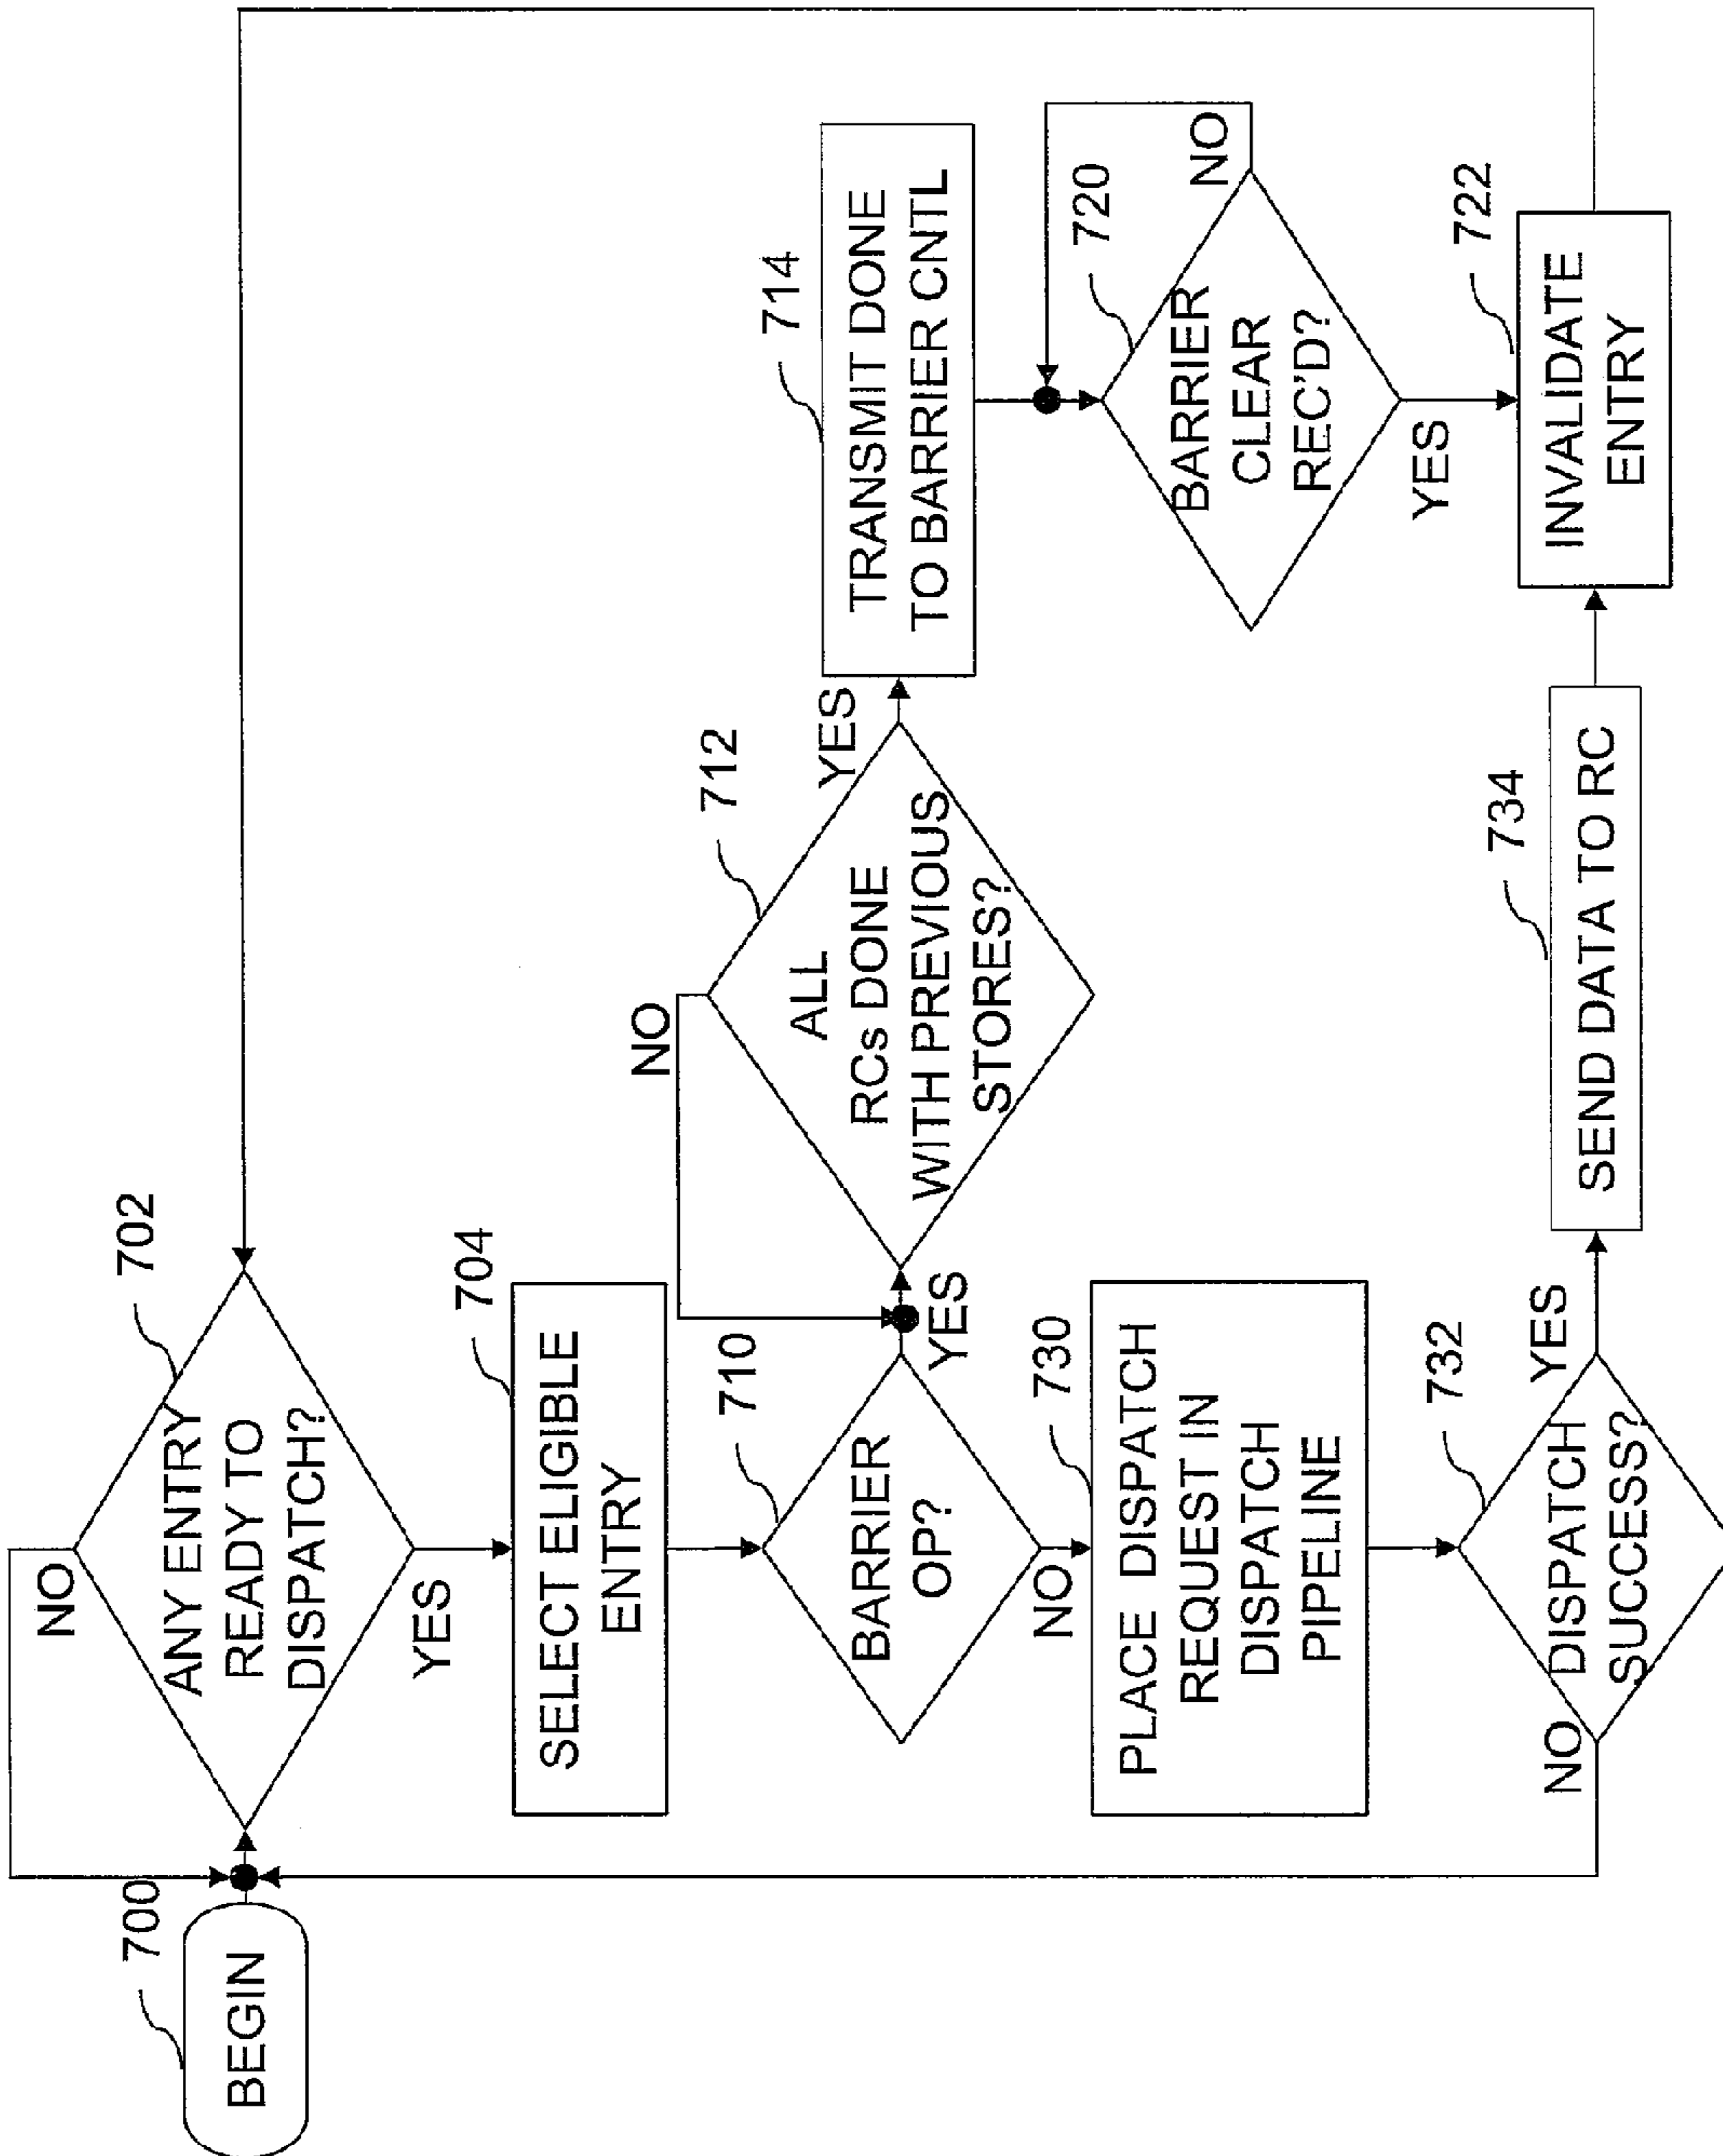 700
BEGIN
NO
702
ANY ENTRY
READY TO
DISPATCH?
YES
704
SELECT ELIGIBLE
ENTRY
710
BARRIER
OP?
YES
NO
712
ALL
RCs DONE
WITH PREVIOUS
STORES?
NO
YES
714
TRANSMIT DONE
TO BARRIER CNTL
720
BARRIER
CLEAR
REC'D?
NO
YES
722
INVALIDATE
ENTRY
730
PLACE DISPATCH
REQUEST IN
DISPATCH
PIPELINE
732
DISPATCH
SUCCESS?
NO
YES
734
SEND DATA TO RC